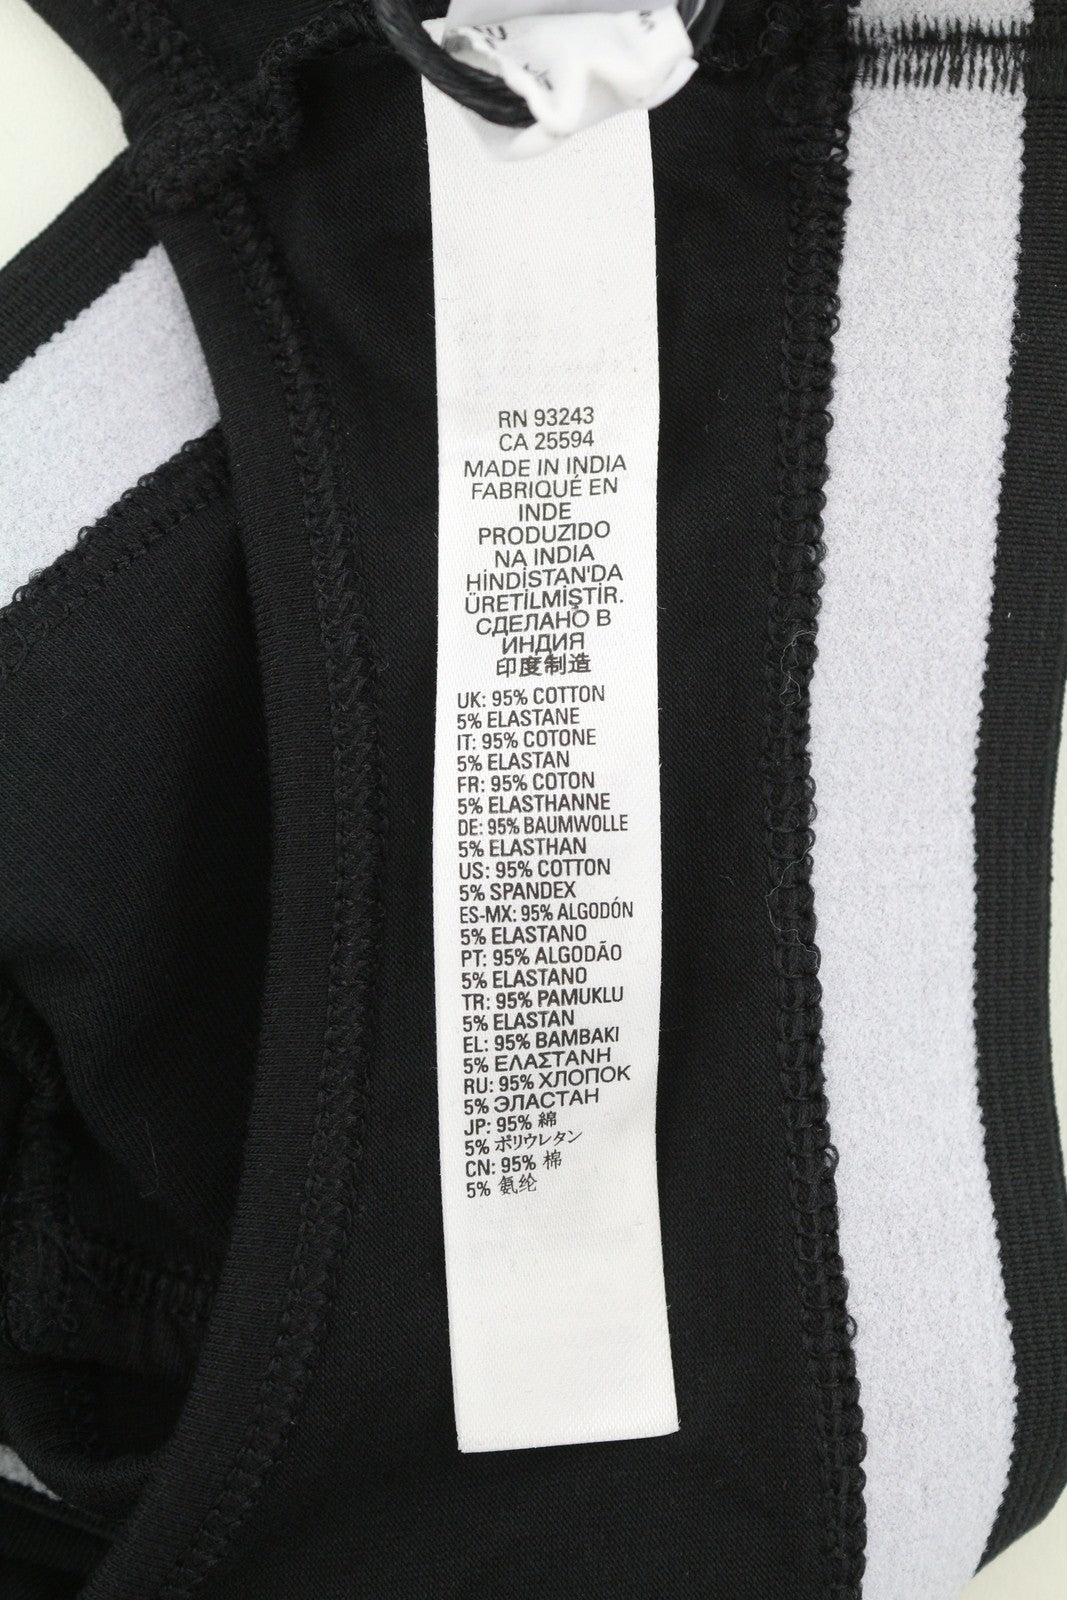 RN 93243
CA 25594
MADE IN INDIA
FABRIQUÉ EN
INDE
PRODUZIDO
NA INDIA
HİNDİSTAN'DA
ÜRETİLMİŞTİR.
СДЕЛАНО В
ИНДИЯ
印度制造
UK: 95% COTTON
5% ELASTANE
IT: 95% COTONE
5% ELASTAN
FR: 95% COTON
5% ELASTHANNE
DE: 95% BAUMWOLLE
5% ELASTHAN
US: 95% COTTON
5% SPANDEX
ES-MX: 95% ALGODÓN
5% ELASTANO
PT: 95% ALGODÃO
5% ELASTANO
TR: 95% PAMUKLU
5% ELASTAN
EL: 95% ΒΑΜΒΑΚΙ
5% ΕΛΑΣΤΑΝΗ
RU: 95% ХЛОПОК
5% ЭЛАСТАН
JP: 95% 綿
5% ポリウレタン
CN: 95% 棉
5% 氨纶